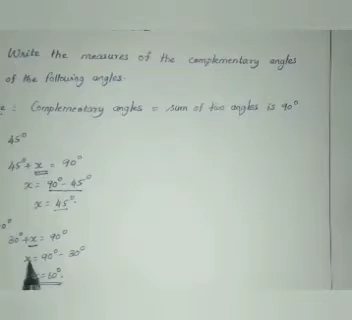 Write the measures of the complementary angles
of the following angles.
: Complementary angles = sum of two angles is 90°
45°
45° + x = 90°
x = 90° - 45°
x = 45°.
0°
30° + x = 90°
x = 90° - 30°
= 60°.